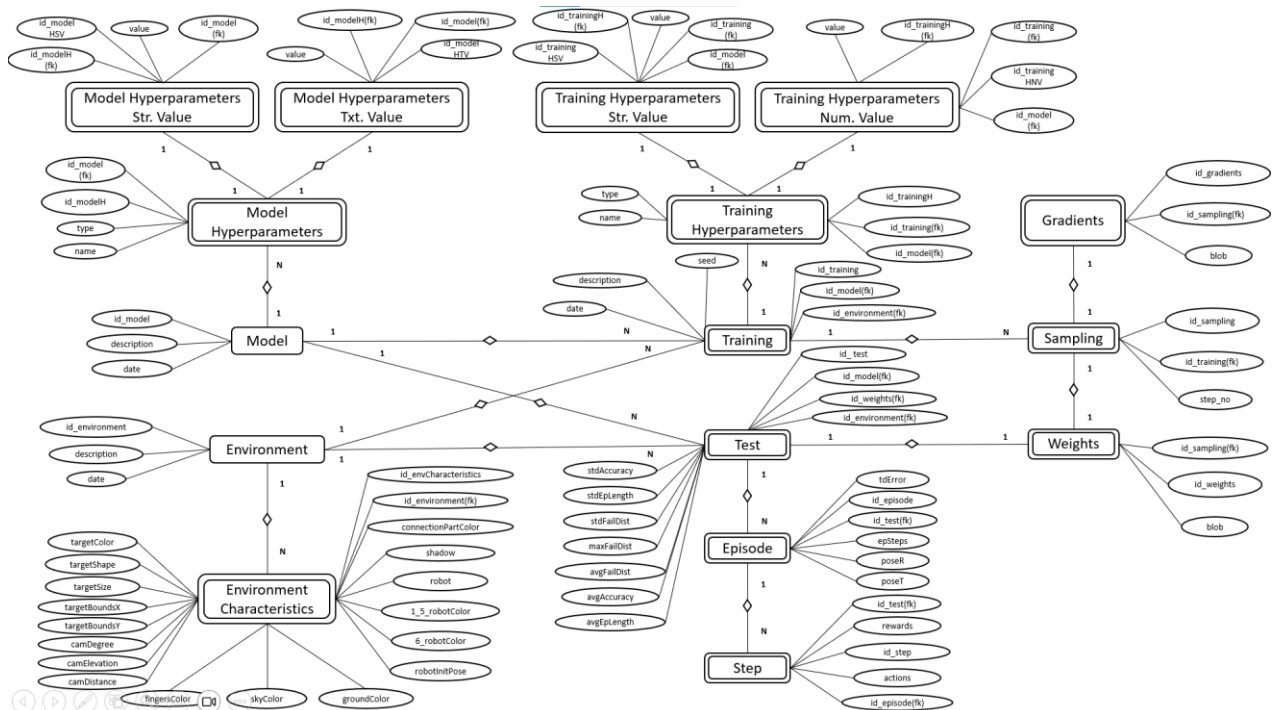 id_model
HSV
value
id_model
(fk)
id_modelH
(fk)
id_modelH(fk)
id_model(fk)
value
id_model
HTV
id_trainingH
(fk)
value
id_training
(fk)
id_training
HSV
id_model
(fk)
value
id_trainingH
(fk)
id_training
(fk)
id_training
HNV
id_model
(fk)
Model Hyperparameters
Str. Value
Model Hyperparameters
Txt. Value
Training Hyperparameters
Str. Value
Training Hyperparameters
Num. Value
1
1
1
1
1
1
1
1
id_model
(fk)
id_modelH
type
name
Model
Hyperparameters
type
name
Training
Hyperparameters
id_trainingH
id_training(fk)
id_model(fk)
Gradients
id_gradients
id_sampling(fk)
blob
N
1
N
1
1
1
seed
description
date
id_training
id_model(fk)
id_environment(fk)
id_model
description
date
Model
1
N
Training
1
N
Sampling
id_sampling
id_training(fk)
step_no
1
N
1
N
1
1
id_ test
id_model(fk)
id_weights(fk)
id_environment(fk)
id_environment
description
date
Environment
1
N
Test
1
1
Weights
id_sampling(fk)
id_weights
blob
1
N
1
N
stdAccuracy
stdEpLength
stdFailDist
maxFailDist
avgFailDist
avgAccuracy
avgEpLength
Episode
tdError
id_episode
id_test(fk)
epSteps
poseR
poseT
1
N
Step
id_test(fk)
rewards
id_step
actions
id_episode(fk)
Environment
Characteristics
targetColor
targetShape
targetSize
targetBoundsX
targetBoundsY
camDegree
camElevation
camDistance
id_envCharacteristics
id_environment(fk)
connectionPartColor
shadow
robot
1_5_robotColor
6_robotColor
robotInitPose
fingersColor
skyColor
groundColor